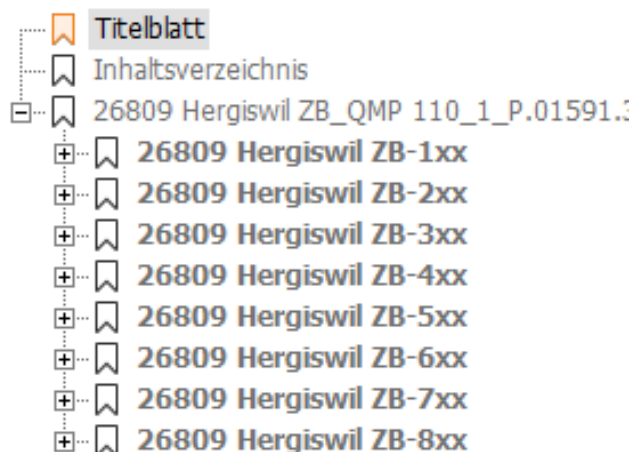 Titelblatt
Inhaltsverzeichnis
26809 Hergiswil ZB_QMP 110_1_P.01591.3
26809 Hergiswil ZB-1xx
26809 Hergiswil ZB-2xx
26809 Hergiswil ZB-3xx
26809 Hergiswil ZB-4xx
26809 Hergiswil ZB-5xx
26809 Hergiswil ZB-6xx
26809 Hergiswil ZB-7xx
26809 Hergiswil ZB-8xx